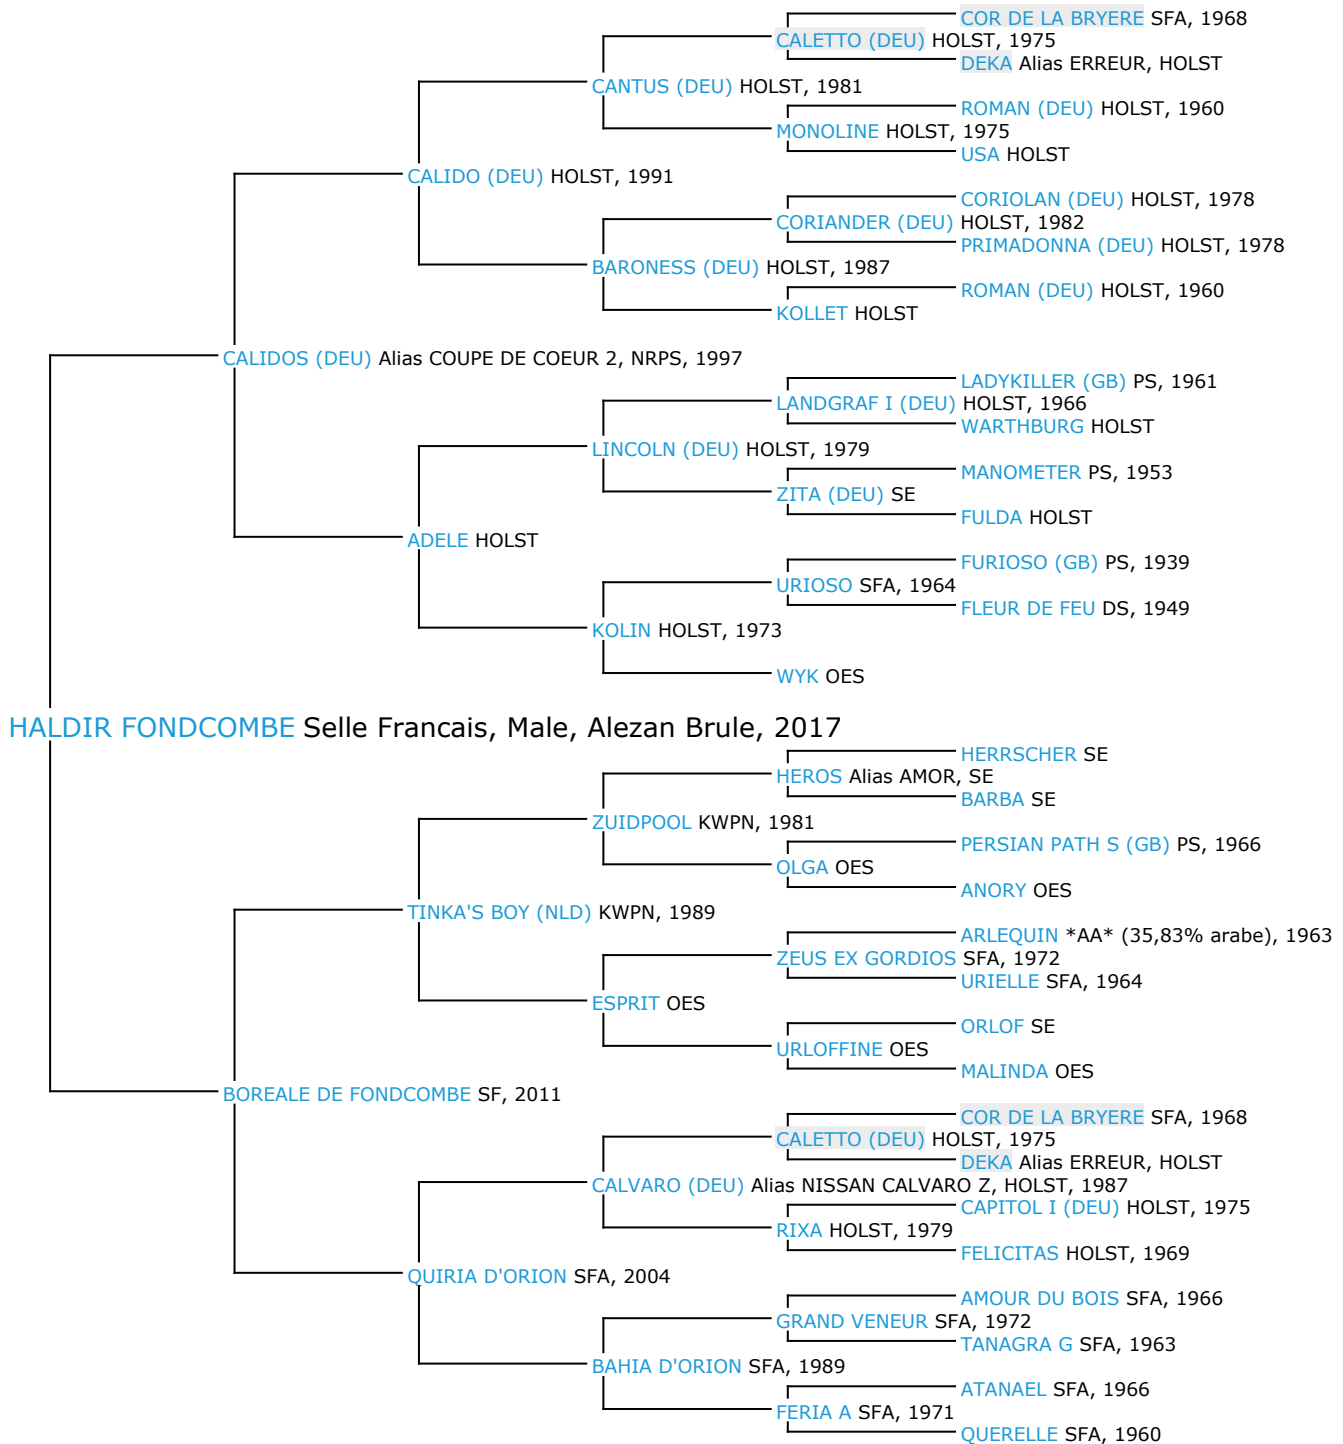 COR DE LA BRYERE SFA, 1968
CALETTO (DEU) HOLST, 1975
DEKA Alias ERREUR, HOLST
CANTUS (DEU) HOLST, 1981
ROMAN (DEU) HOLST, 1960
MONOLINE HOLST, 1975
USA HOLST
CALIDO (DEU) HOLST, 1991
CORIOLAN (DEU) HOLST, 1978
CORIANDER (DEU) HOLST, 1982
PRIMADONNA (DEU) HOLST, 1978
BARONESS (DEU) HOLST, 1987
ROMAN (DEU) HOLST, 1960
KOLLET HOLST
CALIDOS (DEU) Alias COUPE DE COEUR 2, NRPS, 1997
LADYKILLER (GB) PS, 1961
LANDGRAF I (DEU) HOLST, 1966
WARTHBURG HOLST
LINCOLN (DEU) HOLST, 1979
MANOMETER PS, 1953
ZITA (DEU) SE
FULDA HOLST
ADELE HOLST
FURIOSO (GB) PS, 1939
URIOSO SFA, 1964
FLEUR DE FEU DS, 1949
KOLIN HOLST, 1973
WYK OES
HALDIR FONDCOMBE Selle Francais, Male, Alezan Brule, 2017
HERRSCHER SE
HEROS Alias AMOR, SE
BARBA SE
ZUIDPOOL KWPN, 1981
PERSIAN PATH S (GB) PS, 1966
OLGA OES
ANORY OES
TINKA'S BOY (NLD) KWPN, 1989
ARLEQUIN *AA* (35,83% arabe), 1963
ZEUS EX GORDIOS SFA, 1972
URIELLE SFA, 1964
ESPRIT OES
ORLOF SE
URLOFFINE OES
MALINDA OES
BOREALE DE FONDCOMBE SF, 2011
COR DE LA BRYERE SFA, 1968
CALETTO (DEU) HOLST, 1975
DEKA Alias ERREUR, HOLST
CALVARO (DEU) Alias NISSAN CALVARO Z, HOLST, 1987
CAPITOL I (DEU) HOLST, 1975
RIXA HOLST, 1979
FELICITAS HOLST, 1969
QUIRIA D'ORION SFA, 2004
AMOUR DU BOIS SFA, 1966
GRAND VENEUR SFA, 1972
TANAGRA G SFA, 1963
BAHIA D'ORION SFA, 1989
ATANAEL SFA, 1966
FERIA A SFA, 1971
QUERELLE SFA, 1960